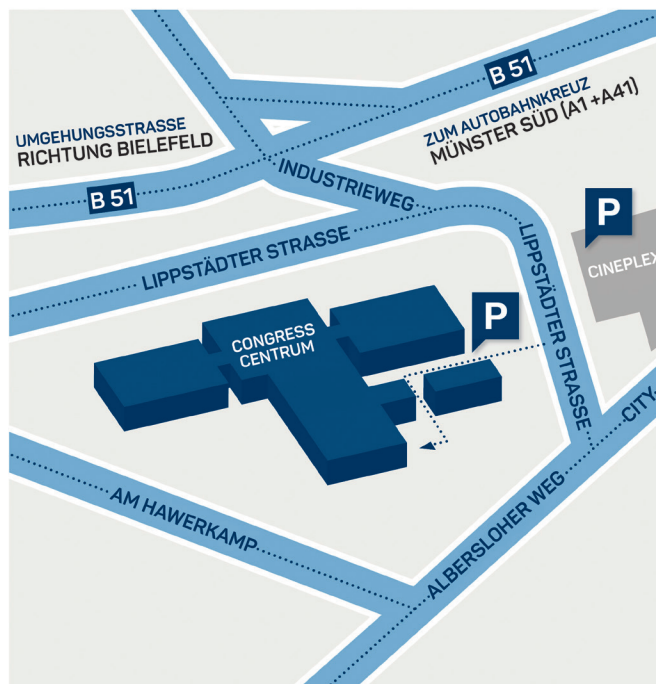 B 51
UMGEHUNGSSTRASSE
RICHTUNG BIELEFELD
ZUM AUTOBAHNKREUZ
MÜNSTER SÜD (A1 +A41)
B 51
INDUSTRIEWEG
P
LIPPSTÄDTER STRASSE
LIPPSTÄDTER STRASSE
CINEPLEX
P
CONGRESS
CENTRUM
CITY
AM HAWERKAMP
ALBERSLOHER WEG